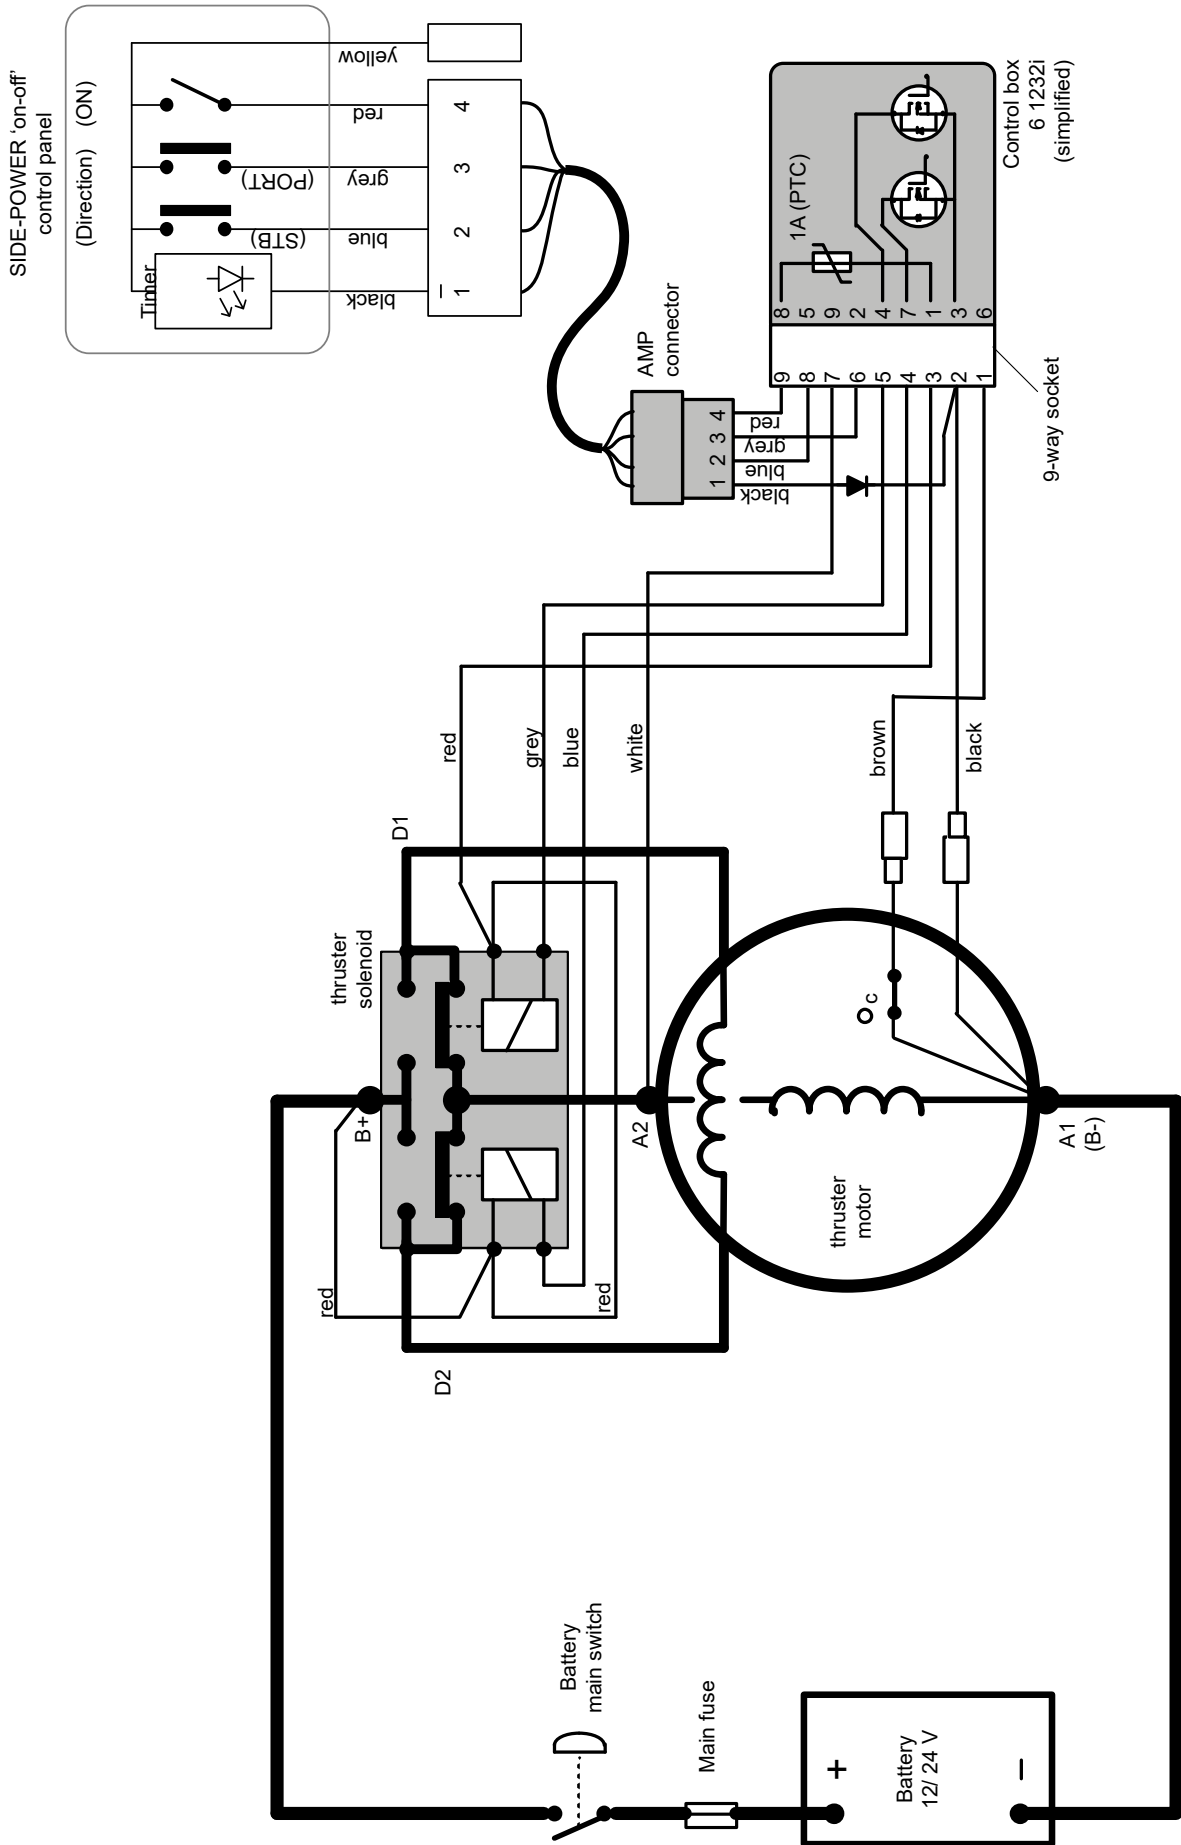 SIDE-POWER 'on-off'
control panel
(Direction) (ON)
Timer
(STB)
(PORT)
black
blue
grey
red
yellow
1 2 3 4
–
AMP
connector
1 2 3 4
black
blue
grey
red
1A (PTC)
8 5 9 2 4 7 1 3 6
9 8 7 6 5 4 3 2 1
Control box
6 1232i
(simplified)
9-way socket
red
grey
blue
white
brown
black
D1
thruster
solenoid
B+
red
red
D2
A2
°c
thruster
motor
A1
(B-)
Battery
main switch
Main fuse
+
Battery
12/ 24 V
–